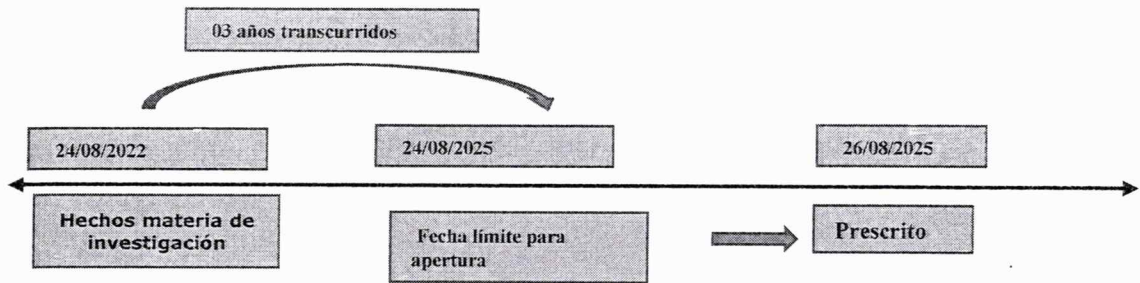 03 años transcurridos
24/08/2022
24/08/2025
26/08/2025
Hechos materia de
investigación
Fecha límite para
apertura
Prescrito